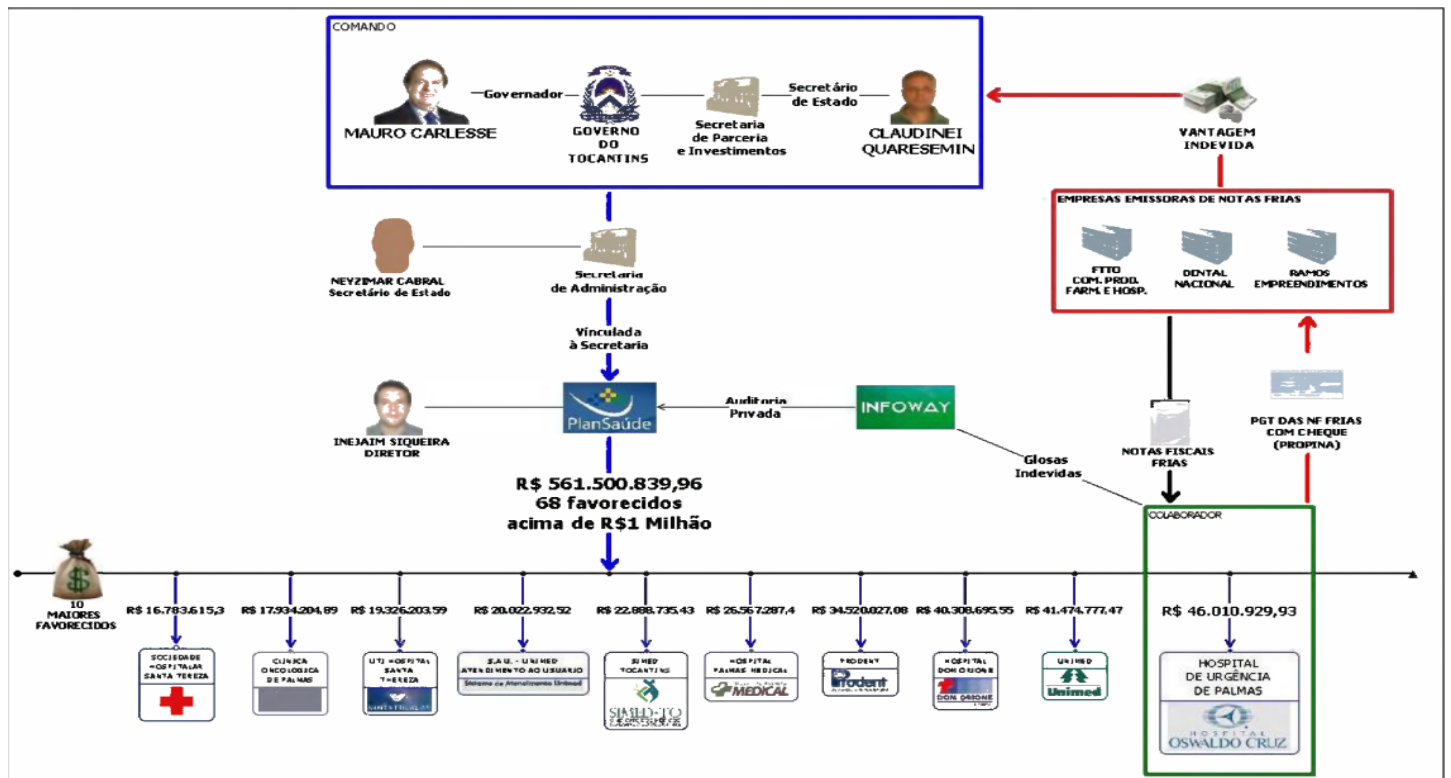 COMANDO
Governador
MAURO CARLESSE
GOVERNO
DO
TOCANTINS
Secretaria
de Parceria
e Investimentos
Secretário
de Estado
CLAUDINEI
QUARESEMIN
VANTAGEM
INDEVIDA
EMPRESAS EMISSORAS DE NOTAS FRIAS
FTTO
COM. PROD.
FARM. E HOSP.
DENTAL
NACIONAL
RAMOS
EMPREENDIMENTOS
NEYZIMAR CABRAL
Secretário de Estado
Secretaria
de Administração
Vinculada
à Secretaria
INEJAIM SIQUEIRA
DIRETOR
PlanSaúde
Auditoria
Privada
INFOWAY
Glosas
Indevidas
NOTAS FISCAIS
FRIAS
PGT DAS NF FRIAS
COM CHEQUE
(PROPINA)
R$ 561.500.839,96
68 favorecidos
acima de R$1 Milhão
COLABORADOR
10
MAIORES
FAVORECIDOS
R$ 16.783.615,3
R$ 17.934.204,89
R$ 19.326.203,59
R$ 20.022.932,52
R$ 22.888.735,43
R$ 26.567.287,4
R$ 34.520.027,08
R$ 40.308.695,55
R$ 41.474.777,47
R$ 46.010.929,93
SOCIEDADE
HOSPITALAR
SANTA TEREZA
CLINICA
ONCOLOGICA
DE PALMAS
UTI HOSPITAL
SANTA
THEREZA
S.A.U. - UNIMED
ATENDIMENTO AO USUARIO
Sistema de Atendimento Unimed
SIMED
TOCANTINS
SIMED-TO
HOSPITAL
PALMAS MEDICAL
MEDICAL
PRODENT
Prodent
HOSPITAL
DOM ORIONE
DOM ORIONE
UNIMED
Unimed
HOSPITAL
DE URGÊNCIA
DE PALMAS
HOSPITAL
OSWALDO CRUZ